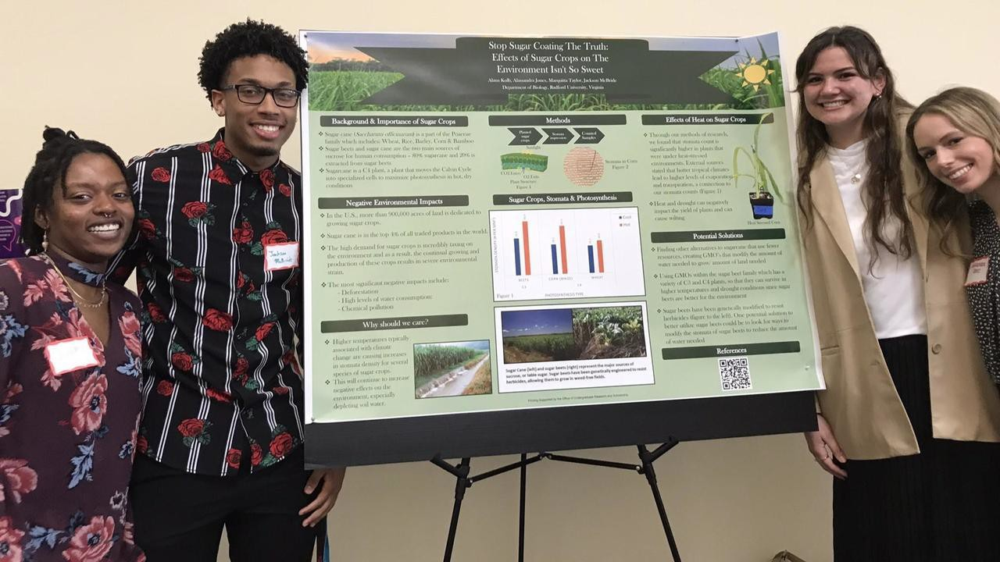 Stop Sugar Coating The Truth:
Effects of Sugar Crops on The
Environment Isn't So Sweet
Alana Kolb, Alassandra Jones, Marquitta Taylor, Jackson McBride
Department of Biology, Radford University, Virginia
Background & Importance of Sugar Crops
Sugar cane (Saccharum officinarum) is a part of the Poaceae
family which includes: Wheat, Rice, Barley, Corn & Bamboo
Sugar beets and sugar cane are the two main sources of
sucrose for human consumption - 80% sugarcane and 20% is
extracted from sugar beets
Sugarcane is a C4 plant, a plant that moves the Calvin Cycle
into specialized cells to maximize photosynthesis in hot, dry
conditions
Negative Environmental Impacts
In the U.S., more than 900,000 acres of land is dedicated to
growing sugar crops.
Sugar cane is in the top 4% of all traded products in the world.
The high demand for sugar crops is incredibly taxing on
the environment and as a result, the continual growing and
production of these crops results in severe environmental
strain.
The most significant negative impacts include:
- Deforestation
- High levels of water consumption:
- Chemical pollution
Why should we care?
Higher temperatures typically
associated with climate
change are causing increases
in stomata density for several
species of sugar crops.
This will continue to increase
negative effects on the
environment, especially
depleting soil water.
Methods
Planted
sugar
crops
Stomata
impression
Counted
Samples
Sunlight
CO2 Enters
O2 Exits
Plant Structure
Figure 1
Stomata in Corn
Figure 2
Sugar Crops, Stomata & Photosynthesis
Cool
Hot
STOMATA DENSITY (# PER MM²)
BEETS
CORN (MAIZE)
WHEAT
C3
C4
PHOTOSYNTHESIS TYPE
Figure 1
Sugar Cane (left) and sugar beets (right) represent the major sources of
sucrose, or table sugar. Sugar beets have been genetically engineered to resist
herbicides, allowing them to grow in weed-free fields.
Printing Supported by the Office of Undergraduate Research and Scholarship
Effects of Heat on Sugar Crops
Through our methods of research,
we found that stomata count is
significantly higher in plants
that were under heat-stressed
environments. External sources
stated that hotter tropical climates
lead to higher levels of evaporation
and transpiration, a connection to
our stomata counts (Figure 1)
Heat and drought can negatively
impact the yield of plants and can
cause wilting
Heat Stressed Corn
Potential Solutions
Finding other alternatives to sugarcane that use fewer
resources, creating GMO's that modify the amount of
water needed to grow/ amount of land needed
Using GMOs within the sugar beet family which has a
variety of C3 and C4 plants, so that they can survive in
higher temperatures and drought conditions since sugar
beets are better for the environment
Sugar beets have been genetically modified to resist
herbicides (figure to the left). One potential solution to
better utilize sugar beets could be to look for ways to
modify the stomata of sugar beets to reduce the amount
of water needed
References
Jackson
McBride